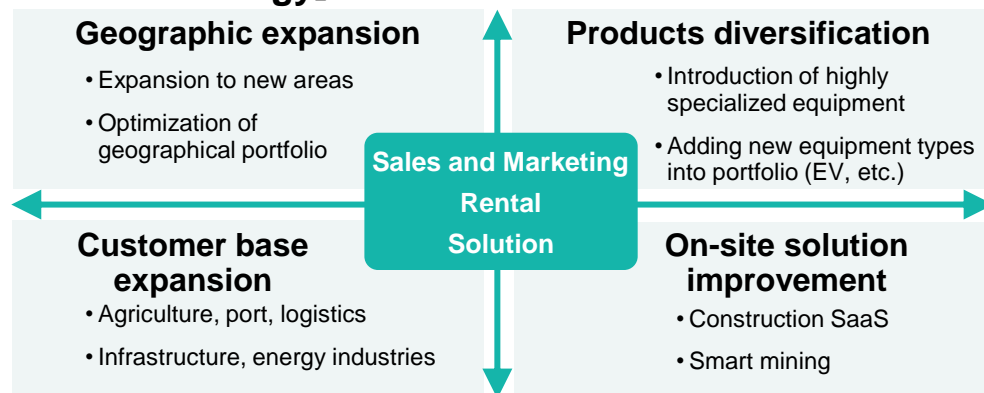 Geographic expansion
• Expansion to new areas
• Optimization of
geographical portfolio
Products diversification
• Introduction of highly
specialized equipment
• Adding new equipment types
into portfolio (EV, etc.)
Sales and Marketing
Rental
Solution
Customer base
expansion
• Agriculture, port, logistics
• Infrastructure, energy industries
On-site solution
improvement
• Construction SaaS
• Smart mining